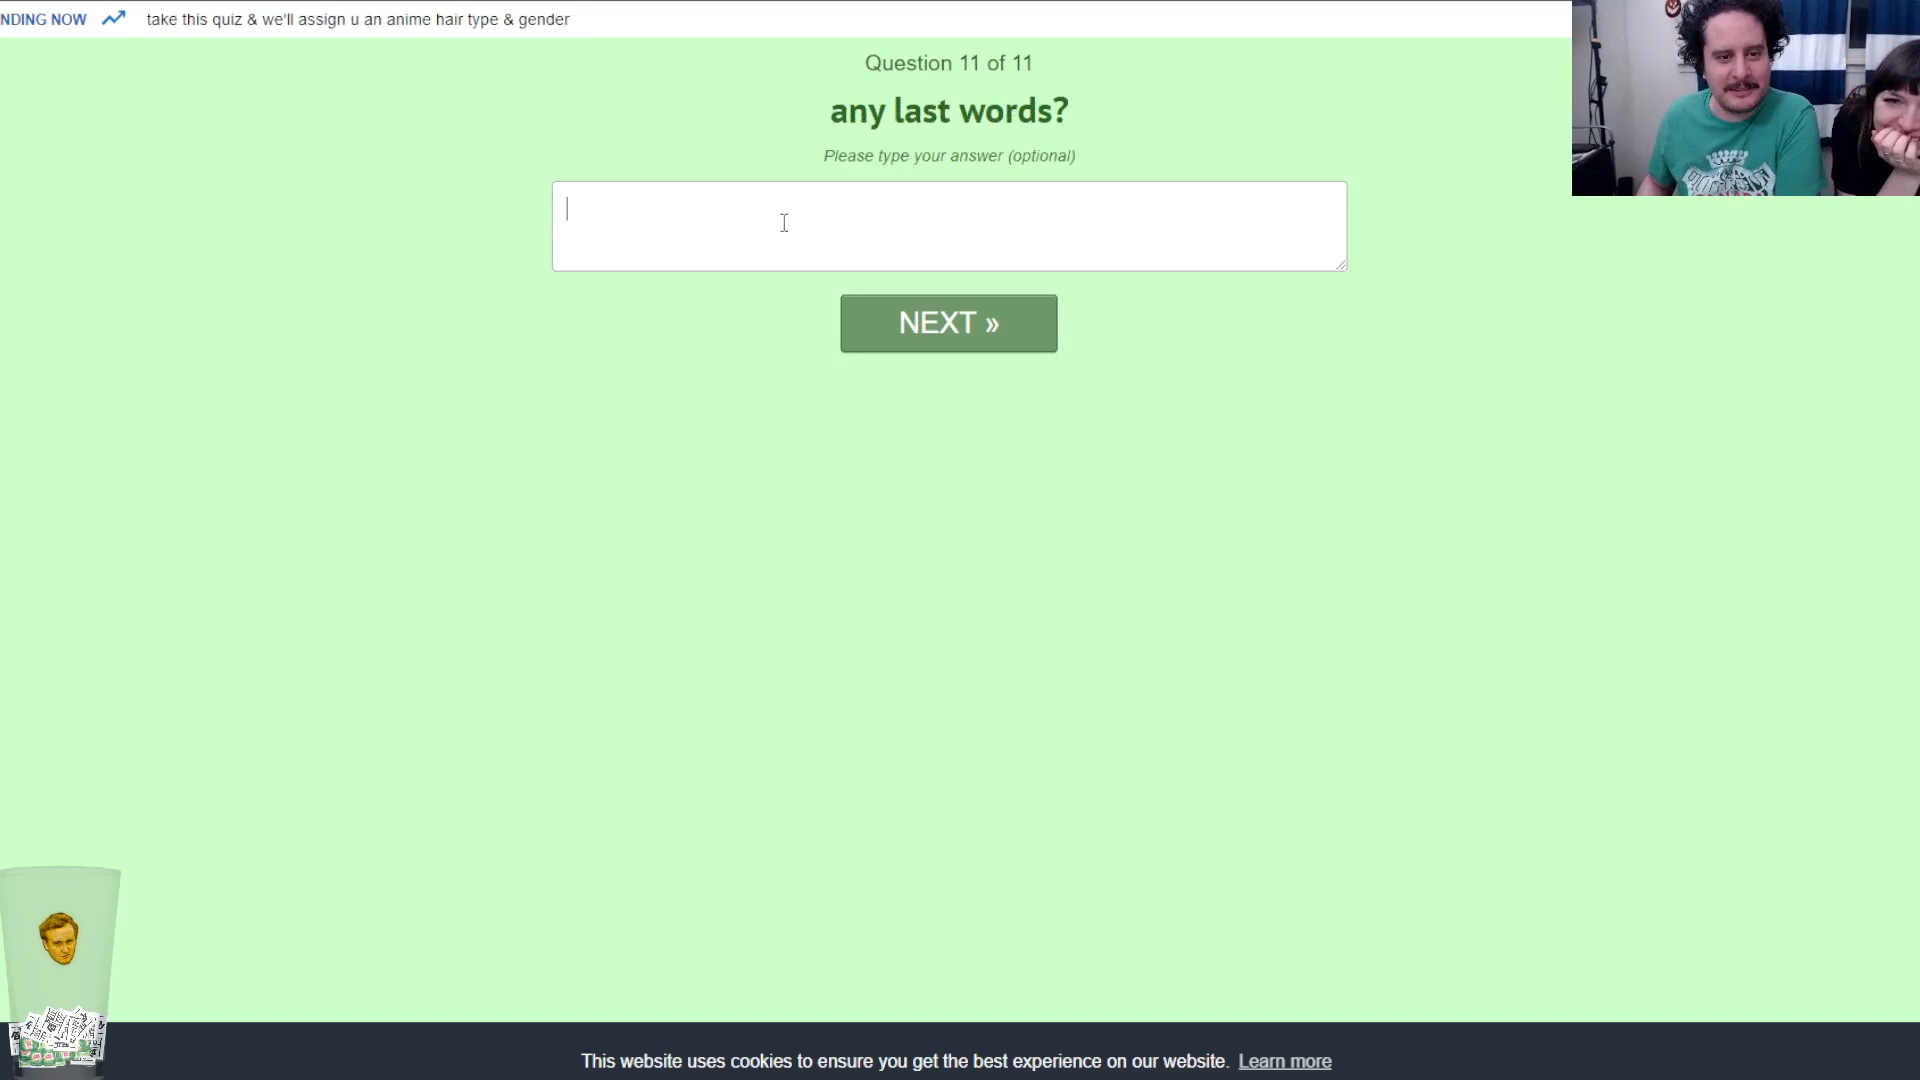 NDING NOW take this quiz & we'll assign u an anime hair type & gender
Question 11 of 11
any last words?
Please type your answer (optional)
NEXT »
This website uses cookies to ensure you get the best experience on our website. Learn more